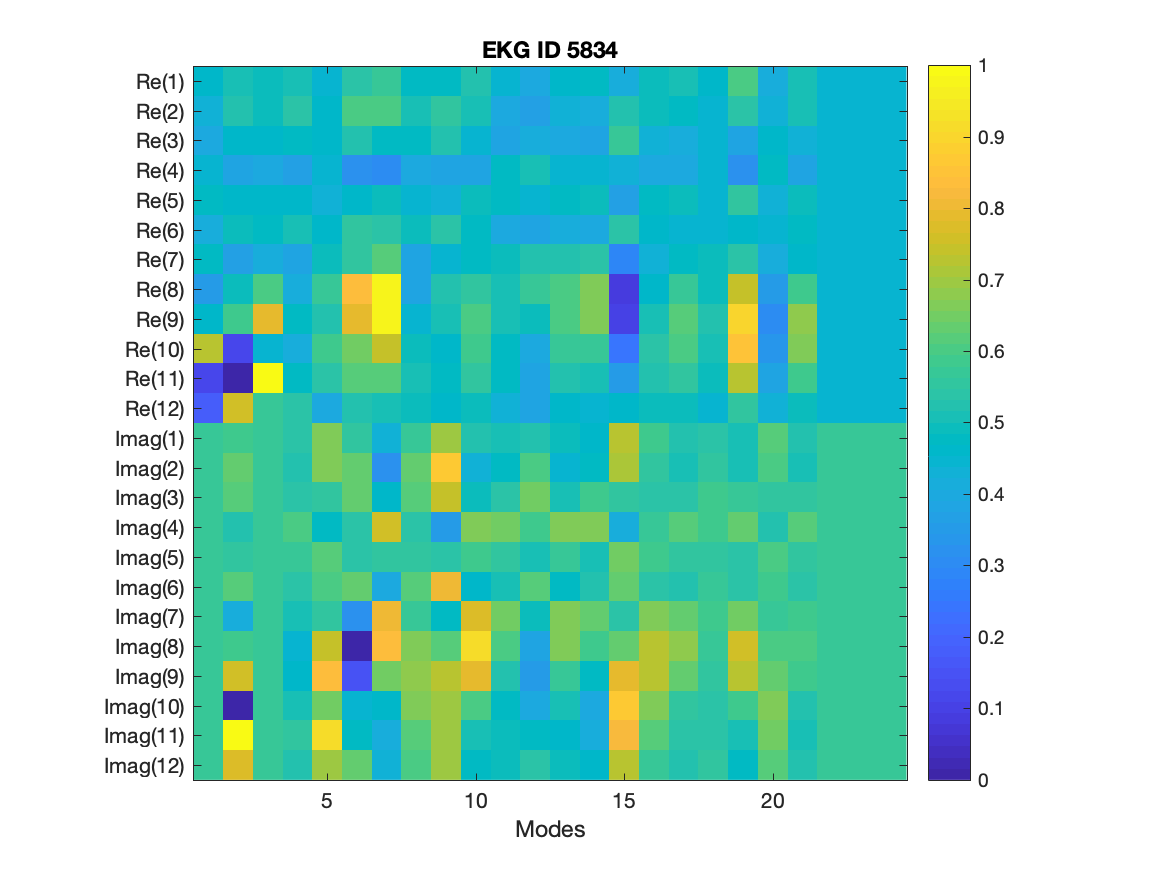 EKG ID 5834
Re(1)
Re(2)
Re(3)
Re(4)
Re(5)
Re(6)
Re(7)
Re(8)
Re(9)
Re(10)
Re(11)
Re(12)
Imag(1)
Imag(2)
Imag(3)
Imag(4)
Imag(5)
Imag(6)
Imag(7)
Imag(8)
Imag(9)
Imag(10)
Imag(11)
Imag(12)
5 10 15 20
Modes
1
0.9
0.8
0.7
0.6
0.5
0.4
0.3
0.2
0.1
0